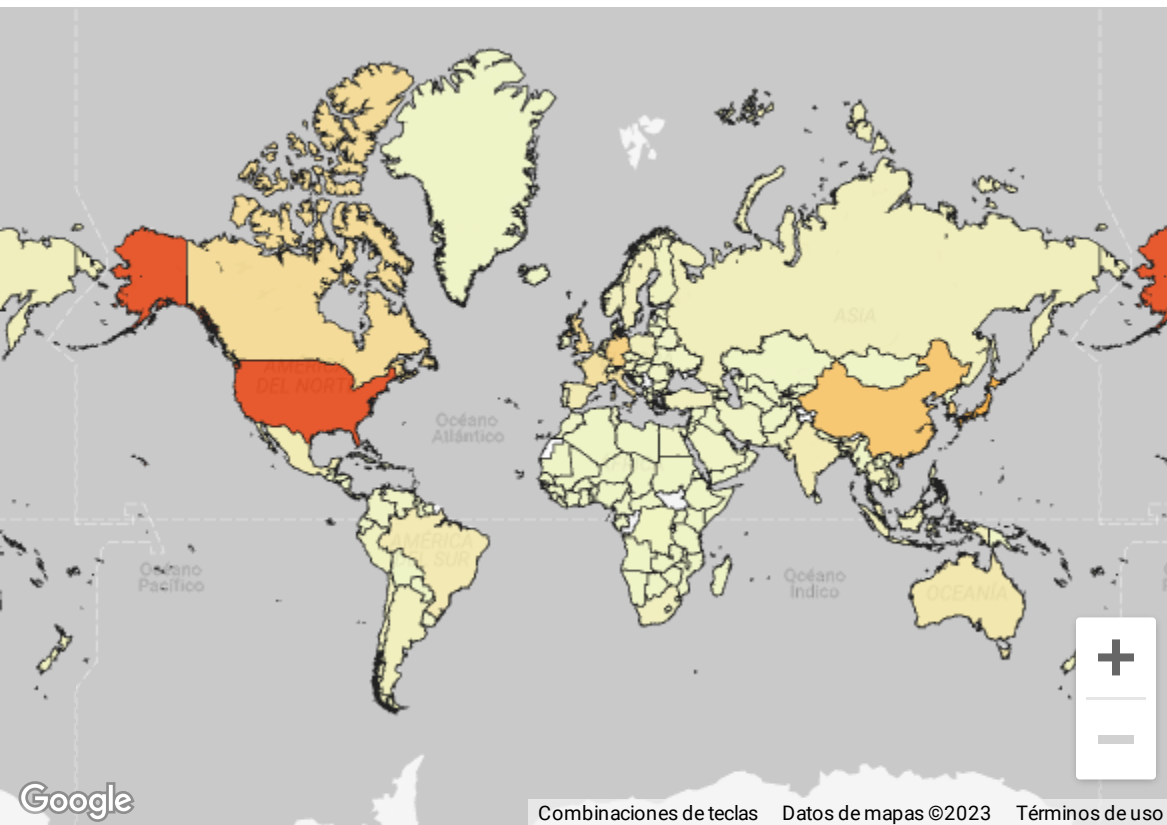 ASIA
AMÉRICA
DEL NORTE
Océano
Atlántico
ÁFRICA
AMÉRICA
DEL SUR
Océano
Pacífico
Océano
Índico
OCEANÍA
Google
Combinaciones de teclas
Datos de mapas ©2023
Términos de uso